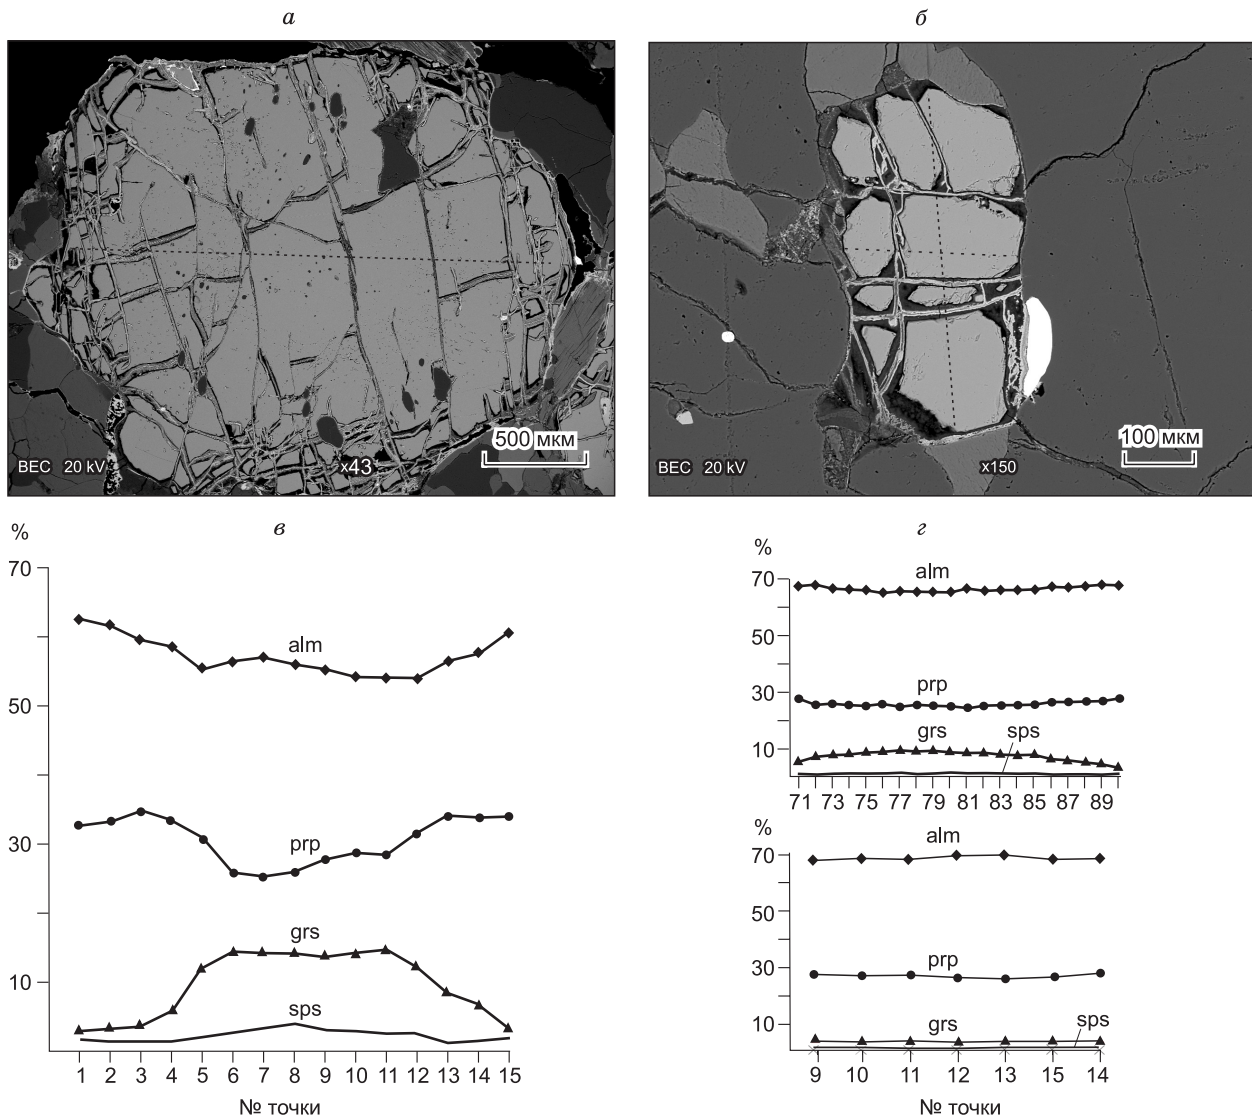 а
б
BEC 20 kV
x43
500 мкм
BEC 20 kV
x150
100 мкм
в
%
70
50
30
10
alm
prp
grs
sps
1 2 3 4 5 6 7 8 9 10 11 12 13 14 15
№ точки
г
%
70
50
30
10
alm
prp
grs
sps
71 73 75 77 79 81 83 85 87 89
%
70
50
30
10
alm
prp
grs
sps
9 10 11 12 13 15 14
№ точки